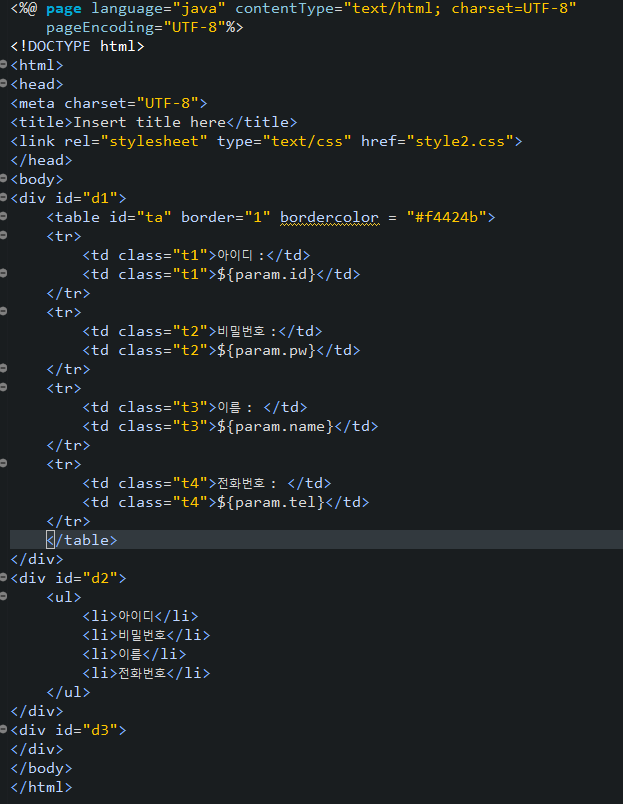 <%@ page language="java" contentType="text/html; charset=UTF-8"
    pageEncoding="UTF-8"%>
<!DOCTYPE html>
<html>
<head>
<meta charset="UTF-8">
<title>Insert title here</title>
<link rel="stylesheet" type="text/css" href="style2.css">
</head>
<body>
<div id="d1">
    <table id="ta" border="1" bordercolor = "#f4424b">
    <tr>
        <td class="t1">아이디 :</td>
        <td class="t1">${param.id}</td>
    </tr>
    <tr>
        <td class="t2">비밀번호 :</td>
        <td class="t2">${param.pw}</td>
    </tr>
    <tr>
        <td class="t3">이름 : </td>
        <td class="t3">${param.name}</td>
    </tr>
    <tr>
        <td class="t4">전화번호 : </td>
        <td class="t4">${param.tel}</td>
    </tr>
    </table>
</div>
<div id="d2">
    <ul>
        <li>아이디</li>
        <li>비밀번호</li>
        <li>이름</li>
        <li>전화번호</li>
    </ul>
</div>
<div id="d3">
</div>
</body>
</html>